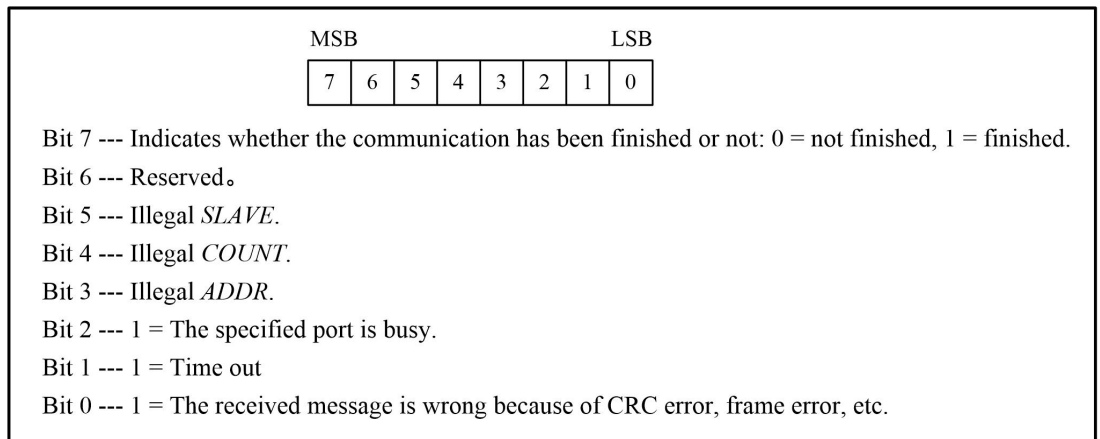 MSB LSB
7 6 5 4 3 2 1 0
Bit 7 --- Indicates whether the communication has been finished or not: 0 = not finished, 1 = finished.
Bit 6 --- Reserved。
Bit 5 --- Illegal SLAVE.
Bit 4 --- Illegal COUNT.
Bit 3 --- Illegal ADDR.
Bit 2 --- 1 = The specified port is busy.
Bit 1 --- 1 = Time out
Bit 0 --- 1 = The received message is wrong because of CRC error, frame error, etc.